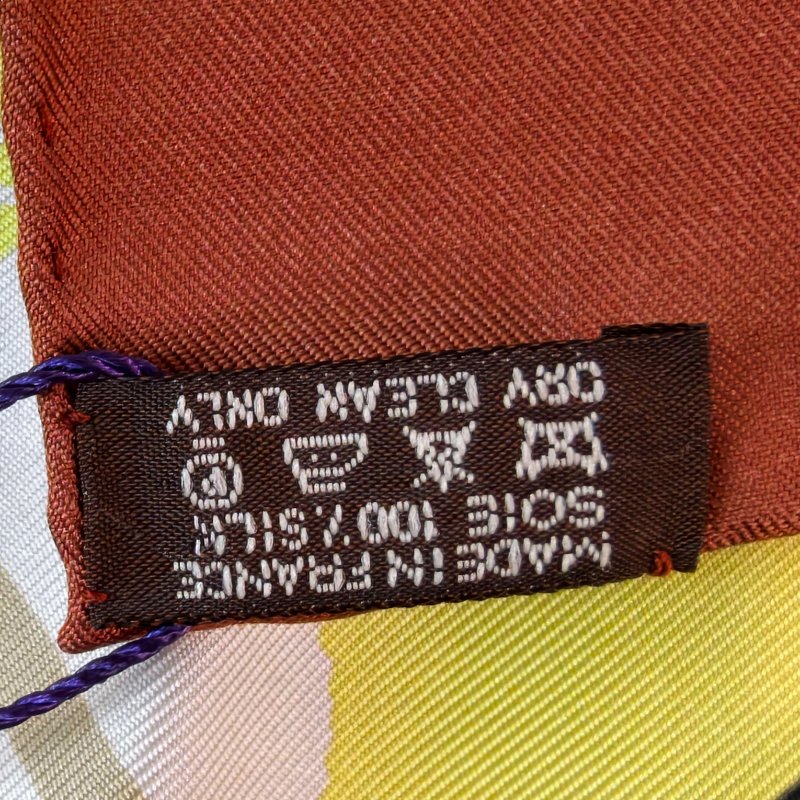 MADE IN FRANCE
SOIE 100% SILK
DRY CLEAN ONLY